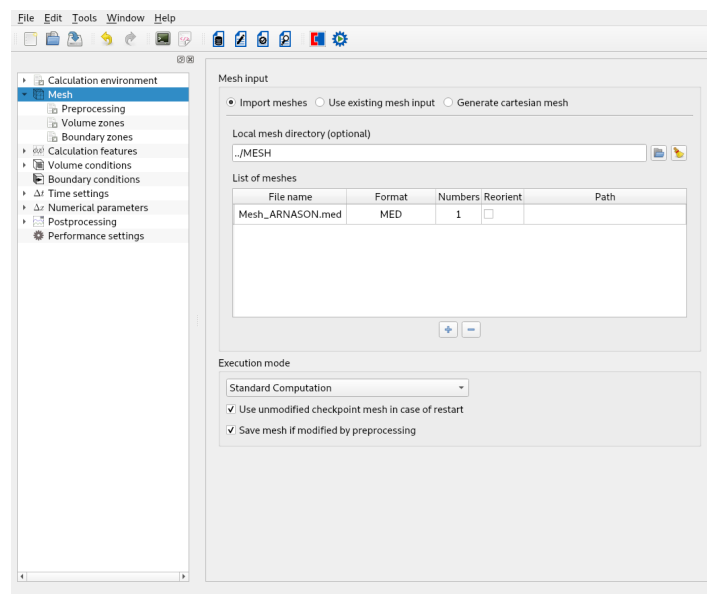 File Edit Tools Window Help
Calculation environment
Mesh
Preprocessing
Volume zones
Boundary zones
Calculation features
Volume conditions
Boundary conditions
Δt Time settings
Δx Numerical parameters
Postprocessing
Performance settings
Mesh input
Import meshes Use existing mesh input Generate cartesian mesh
Local mesh directory (optional)
../MESH
List of meshes
File name Format Numbers Reorient Path
Mesh_ARNASON.med MED 1
Execution mode
Standard Computation
Use unmodified checkpoint mesh in case of restart
Save mesh if modified by preprocessing